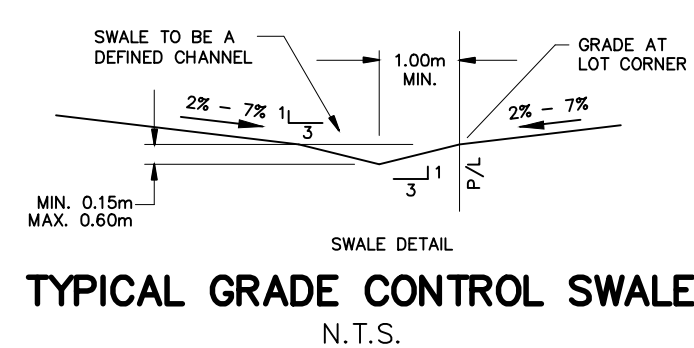 SWALE TO BE A
DEFINED CHANNEL
1.00m
MIN.
GRADE AT
LOT CORNER
2% - 7%
1
3
2% - 7%
1
3
P/L
MIN. 0.15m
MAX. 0.60m
SWALE DETAIL
TYPICAL GRADE CONTROL SWALE
N.T.S.